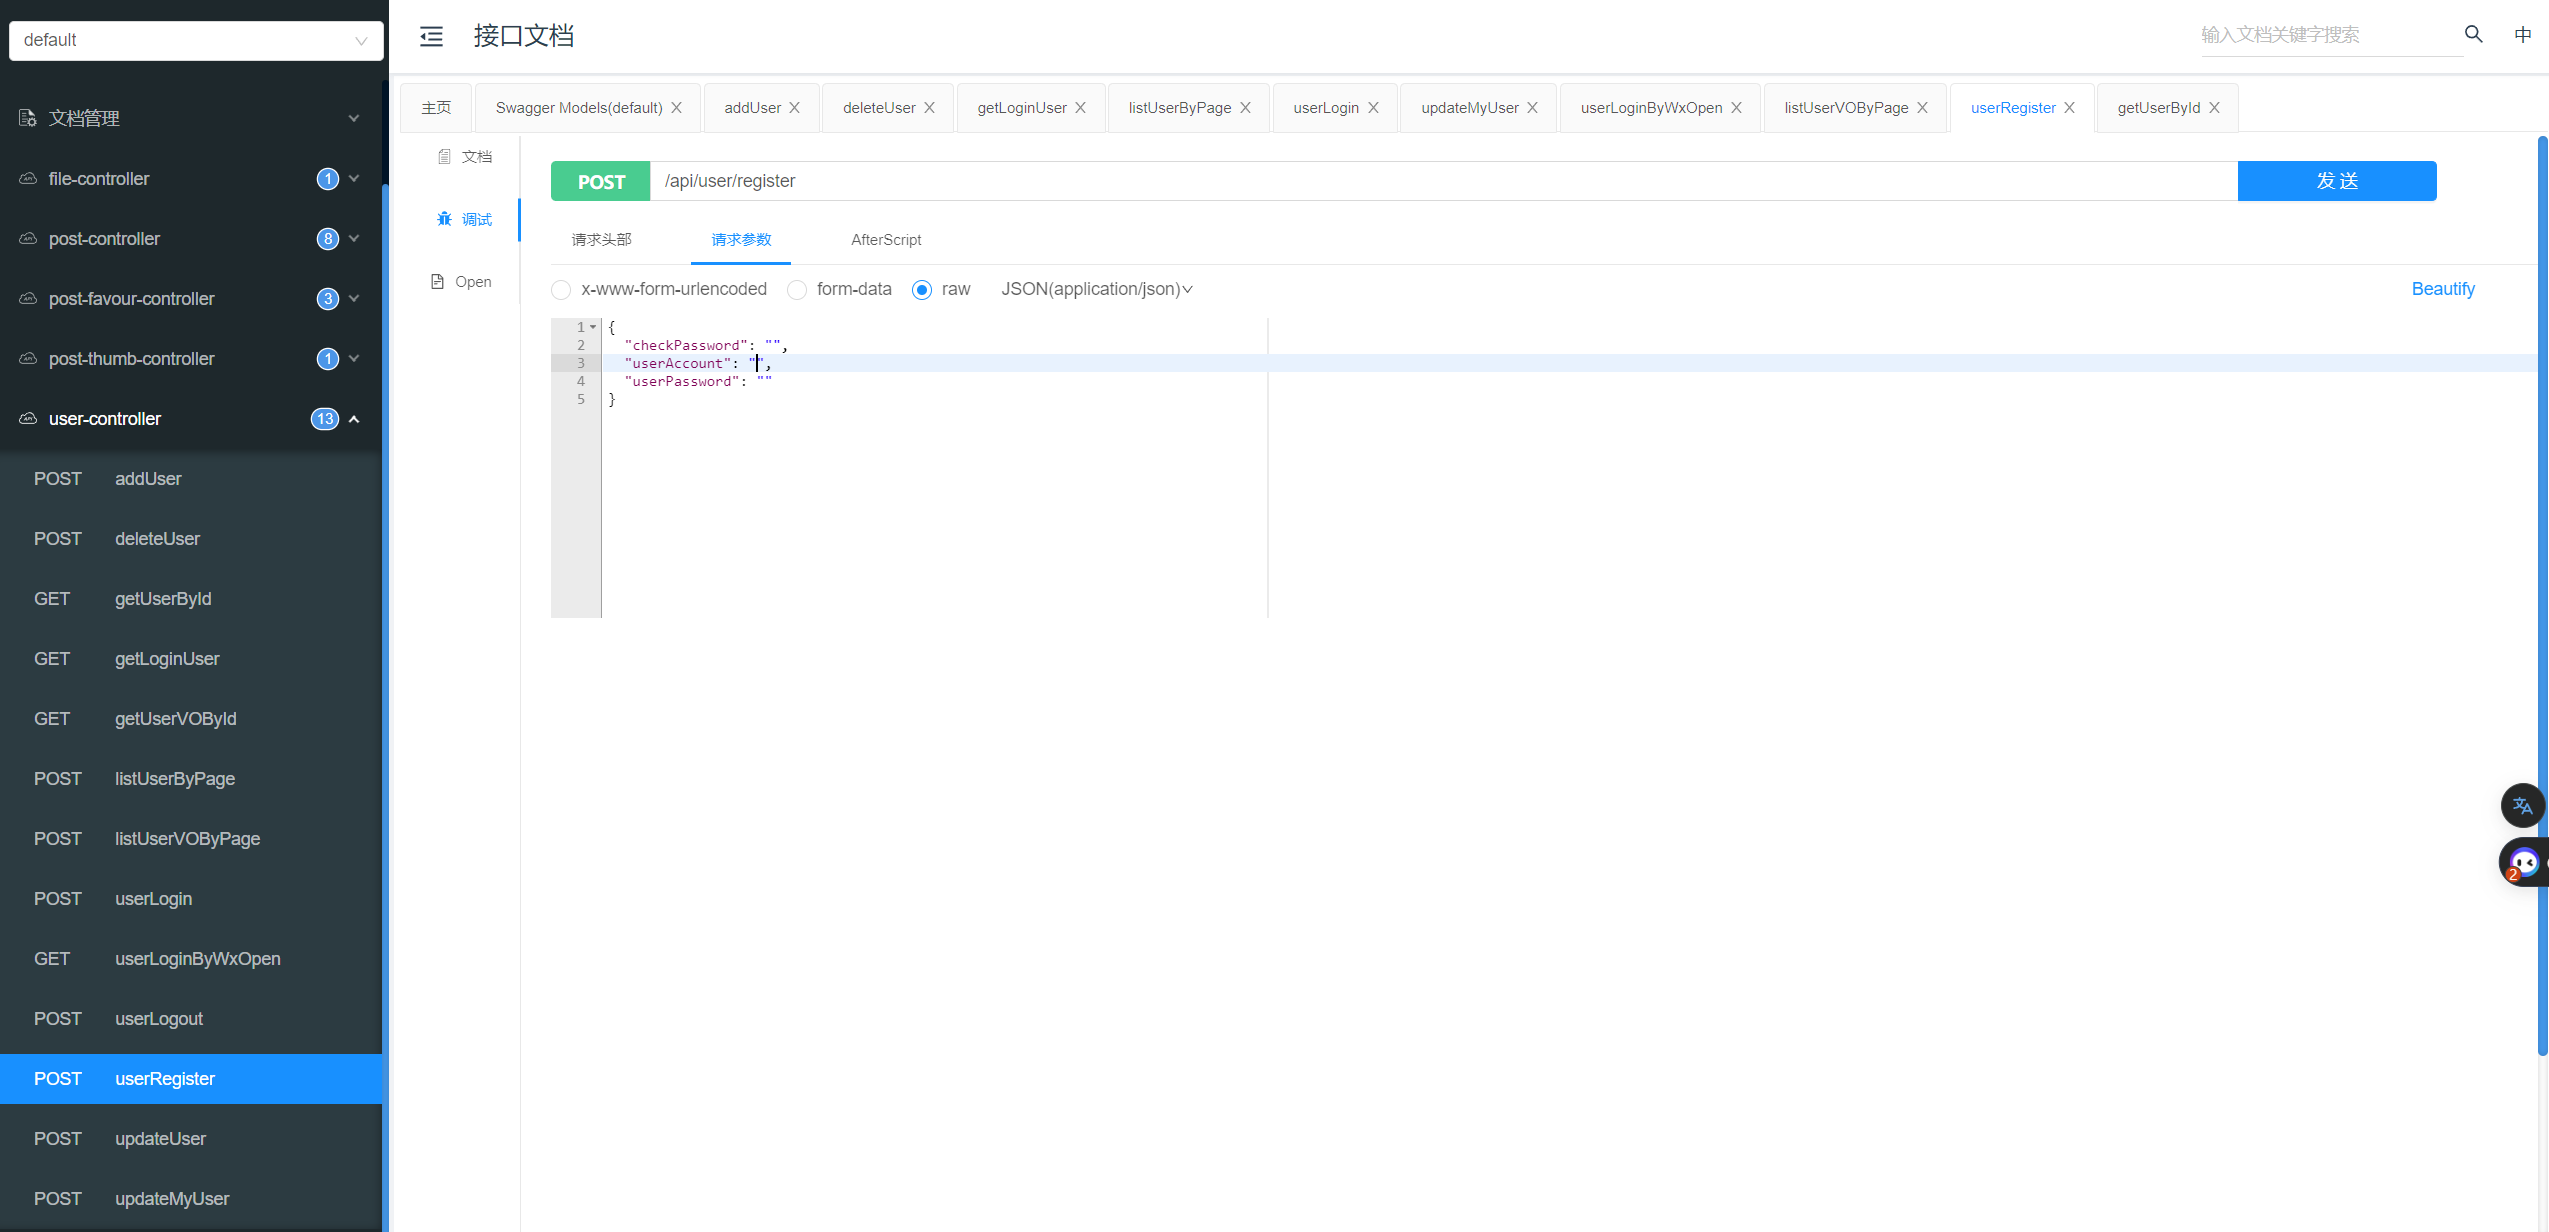 default
文档管理
file-controller 1
post-controller 8
post-favour-controller 3
post-thumb-controller 1
user-controller 13
POST addUser
POST deleteUser
GET getUserById
GET getLoginUser
GET getUserVOById
POST listUserByPage
POST listUserVOByPage
POST userLogin
GET userLoginByWxOpen
POST userLogout
POST userRegister
POST updateUser
POST updateMyUser
接口文档
输入文档关键字搜索
中
主页 Swagger Models(default) addUser deleteUser getLoginUser listUserByPage userLogin updateMyUser userLoginByWxOpen listUserVOByPage userRegister getUserById
文档
调试
Open
POST /api/user/register 发送
请求头部 请求参数 AfterScript
x-www-form-urlencoded form-data raw JSON(application/json) Beautify
1 {
2 "checkPassword": "",
3 "userAccount": "",
4 "userPassword": ""
5 }
文A
2